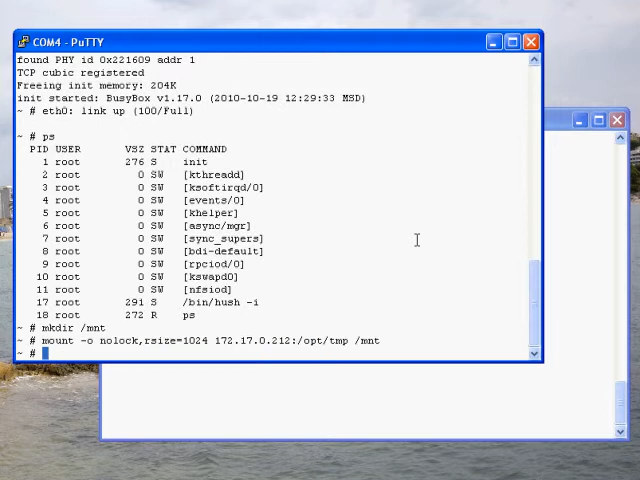 COM4 - PuTTY
found PHY id 0x221609 addr 1
TCP cubic registered
Freeing init memory: 204K
init started: BusyBox v1.17.0 (2010-10-19 12:29:33 MSD)
~ # eth0: link up (100/Full)
~ # ps
PID USER VSZ STAT COMMAND
1 root 276 S init
2 root 0 SW [kthreadd]
3 root 0 SW [ksoftirqd/0]
4 root 0 SW [events/0]
5 root 0 SW [khelper]
6 root 0 SW [async/mgr]
7 root 0 SW [sync_supers]
8 root 0 SW [bdi-default]
9 root 0 SW [rpciod/0]
10 root 0 SW [kswapd0]
11 root 0 SW [nfsiod]
17 root 291 S /bin/hush -i
18 root 272 R ps
~ # mkdir /mnt
~ # mount -o nolock,rsize=1024 172.17.0.212:/opt/tmp /mnt
~ #